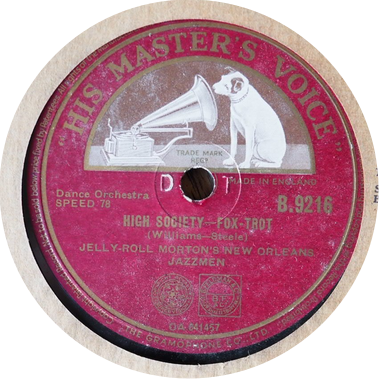 "HIS MASTER'S VOICE"
TRADE MARK
REGD
MADE IN ENGLAND
Dance Orchestra
SPEED 78
B.9216
HIGH SOCIETY—FOX-TROT
(Williams—Steele)
JELLY-ROLL MORTON'S NEW ORLEANS
JAZZMEN
OA 041457
THE GRAMOPHONE CO. LTD.